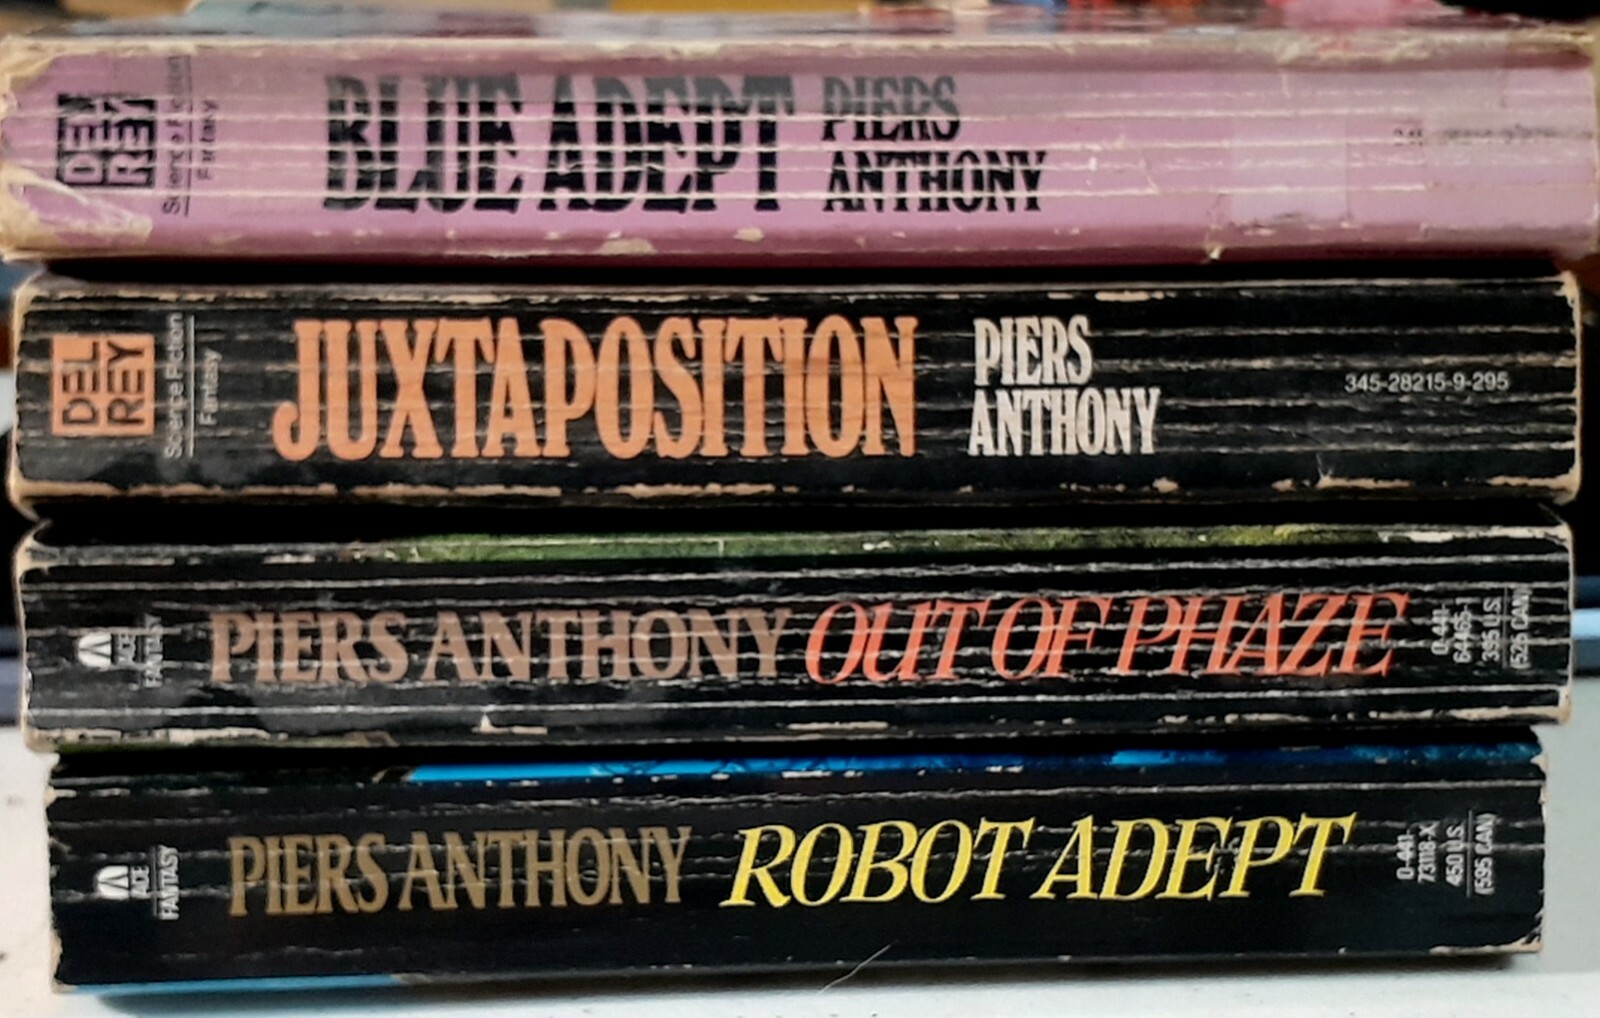 DEL
REY
Science Fiction
Fantasy
BLUE ADEPT
PIERS
ANTHONY
DEL
REY
Science Fiction
Fantasy
JUXTAPOSITION
PIERS
ANTHONY
345-28215-9-295
ACE
FANTASY
PIERS ANTHONY OUT OF PHAZE
0-441-
64465-1
395 U.S.
(525 CAN)
ACE
FANTASY
PIERS ANTHONY ROBOT ADEPT
0-441-
73118-X
450 U.S.
(595 CAN)